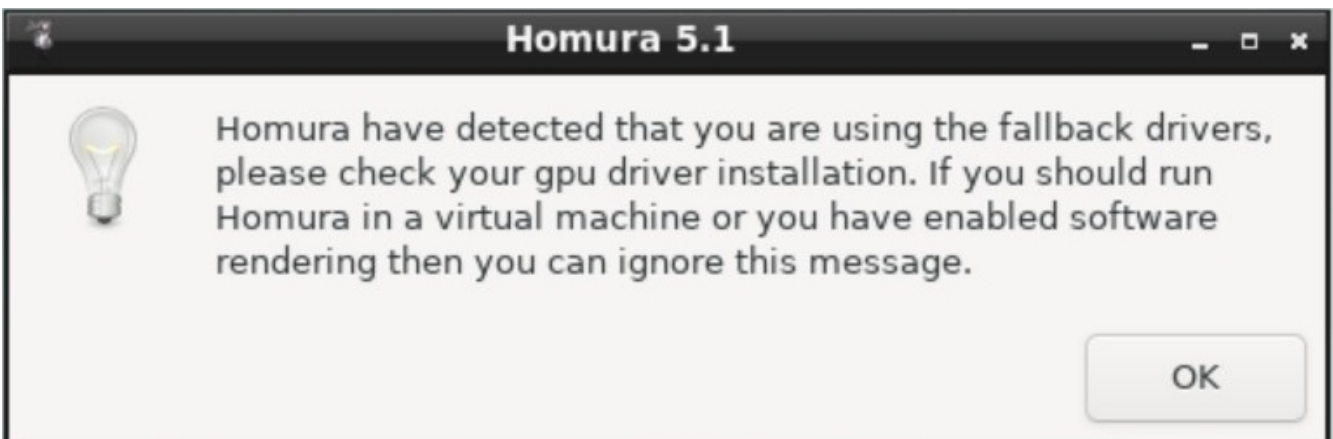 Homura 5.1
Homura have detected that you are using the fallback drivers,
please check your gpu driver installation. If you should run
Homura in a virtual machine or you have enabled software
rendering then you can ignore this message.
OK